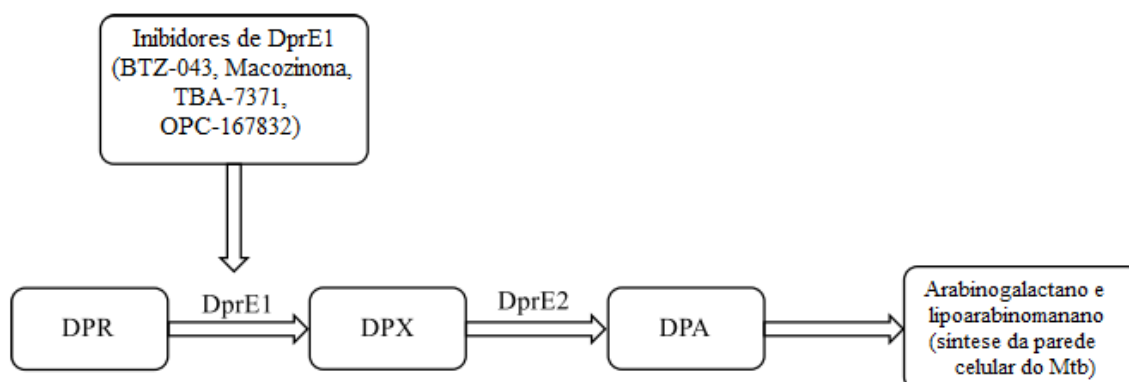 Inibidores de DprE1
(BTZ-043, Macozinona,
TBA-7371,
OPC-167832)
DPR
DprE1
DPX
DprE2
DPA
Arabinogalactano e
lipoarabinomanano
(síntese da parede
celular do Mtb)